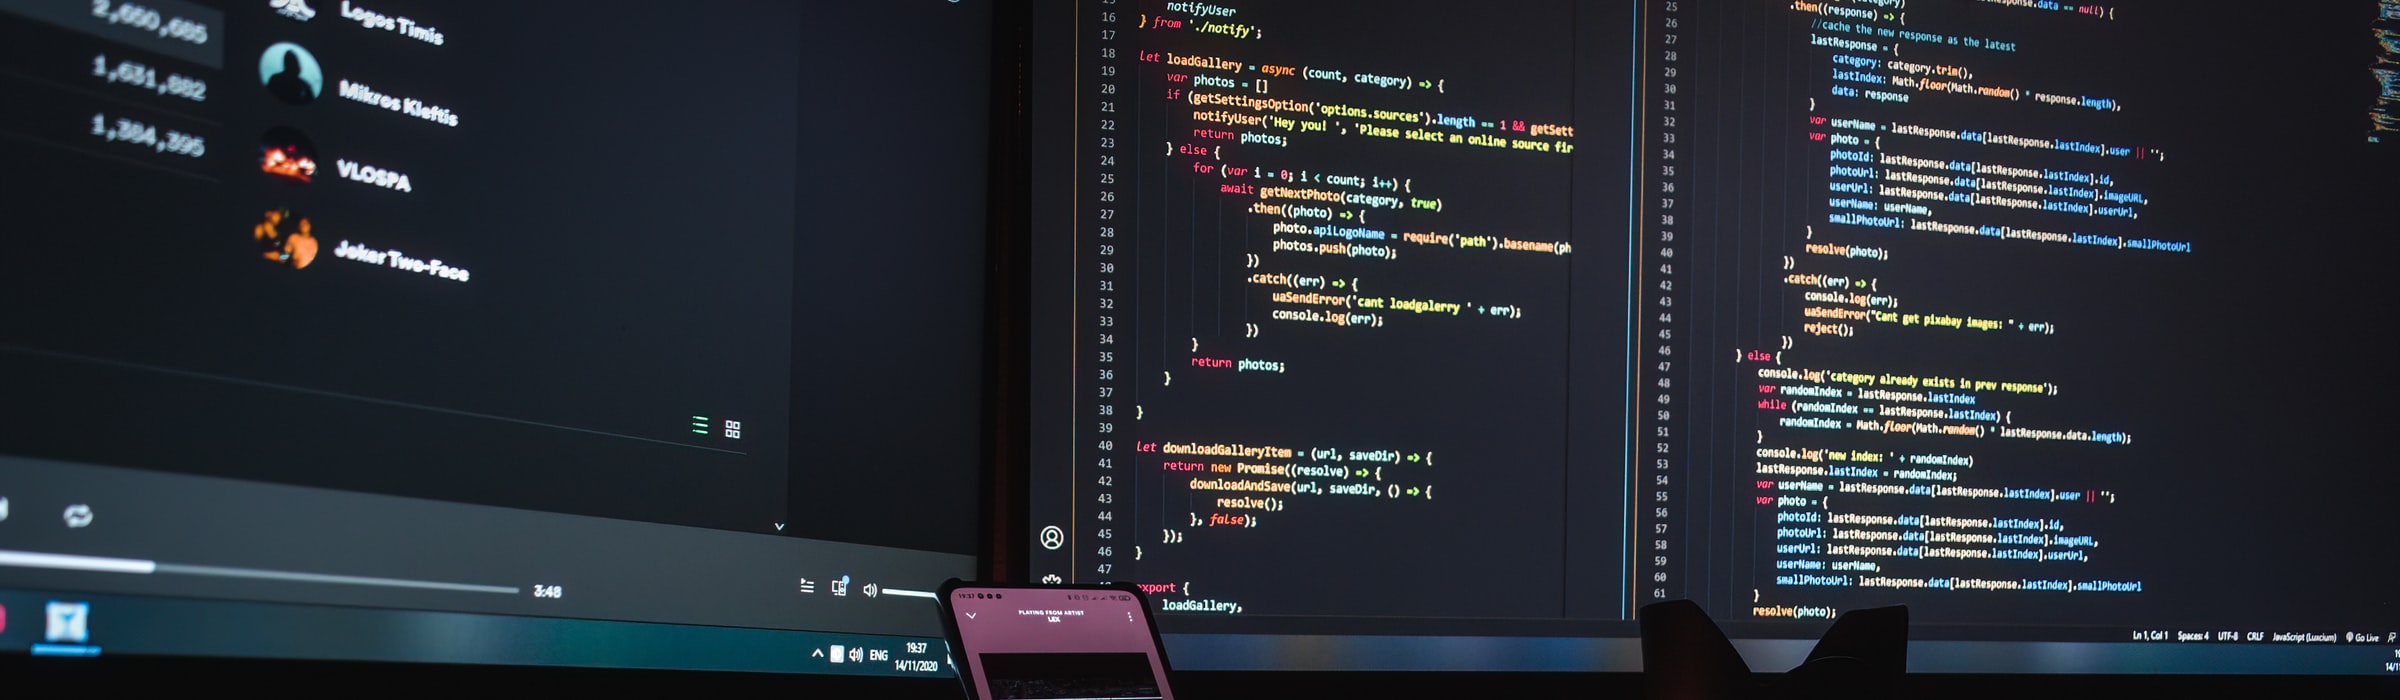 2,650,685
1,631,882
1,384,395
Logos Timis
Mikros Kleftis
VLOSPA
Joker Two-Face
3:48
ENG
19:37
14/11/2020
19:37
PLAYING FROM ARTIST
LEX
notifyUser
16 } from './notify';
17
18 let loadGallery = async (count, category) => {
19 var photos = []
20 if (getSettingsOption('options.sources').length == 1 && getSett
21 notifyUser('Hey you! ', 'Please select an online source fir
22 return photos;
23 } else {
24 for (var i = 0; i < count; i++) {
25 await getNextPhoto(category, true)
26 .then((photo) => {
27 photo.apiLogoName = require('path').basename(ph
28 photos.push(photo);
29 })
30 .catch((err) => {
31 uaSendError('cant loadgalerry ' + err);
32 console.log(err);
33 })
34 }
35 return photos;
36 }
37
38 }
39
40 let downloadGalleryItem = (url, saveDir) => {
41 return new Promise((resolve) => {
42 downloadAndSave(url, saveDir, () => {
43 resolve();
44 }, false);
45 });
46 }
47
export {
loadGallery,
25 .then((response) => {
26 //cache the new response as the latest
27 lastResponse = {
28 category: category.trim(),
29 lastIndex: Math.floor(Math.random() * response.length),
30 data: response
31 }
32 var userName = lastResponse.data[lastResponse.lastIndex].user || '';
33 var photo = {
34 photoId: lastResponse.data[lastResponse.lastIndex].id,
35 photoUrl: lastResponse.data[lastResponse.lastIndex].imageURL,
36 userUrl: lastResponse.data[lastResponse.lastIndex].userUrl,
37 userName: userName,
38 smallPhotoUrl: lastResponse.data[lastResponse.lastIndex].smallPhotoUrl
39 }
40 resolve(photo);
41 })
42 .catch((err) => {
43 console.log(err);
44 uaSendError("Cant get pixabay images: " + err);
45 reject();
46 })
47 } else {
48 console.log('category already exists in prev response');
49 var randomIndex = lastResponse.lastIndex
50 while (randomIndex == lastResponse.lastIndex) {
51 randomIndex = Math.floor(Math.random() * lastResponse.data.length);
52 }
53 console.log('new index: ' + randomIndex)
54 lastResponse.lastIndex = randomIndex;
55 var userName = lastResponse.data[lastResponse.lastIndex].user || '';
56 var photo = {
57 photoId: lastResponse.data[lastResponse.lastIndex].id,
58 photoUrl: lastResponse.data[lastResponse.lastIndex].imageURL,
59 userUrl: lastResponse.data[lastResponse.lastIndex].userUrl,
60 userName: userName,
61 smallPhotoUrl: lastResponse.data[lastResponse.lastIndex].smallPhotoUrl
}
resolve(photo);
Ln 1, Col 1 Spaces: 4 UTF-8 CRLF JavaScript (Luxcium) Go Live